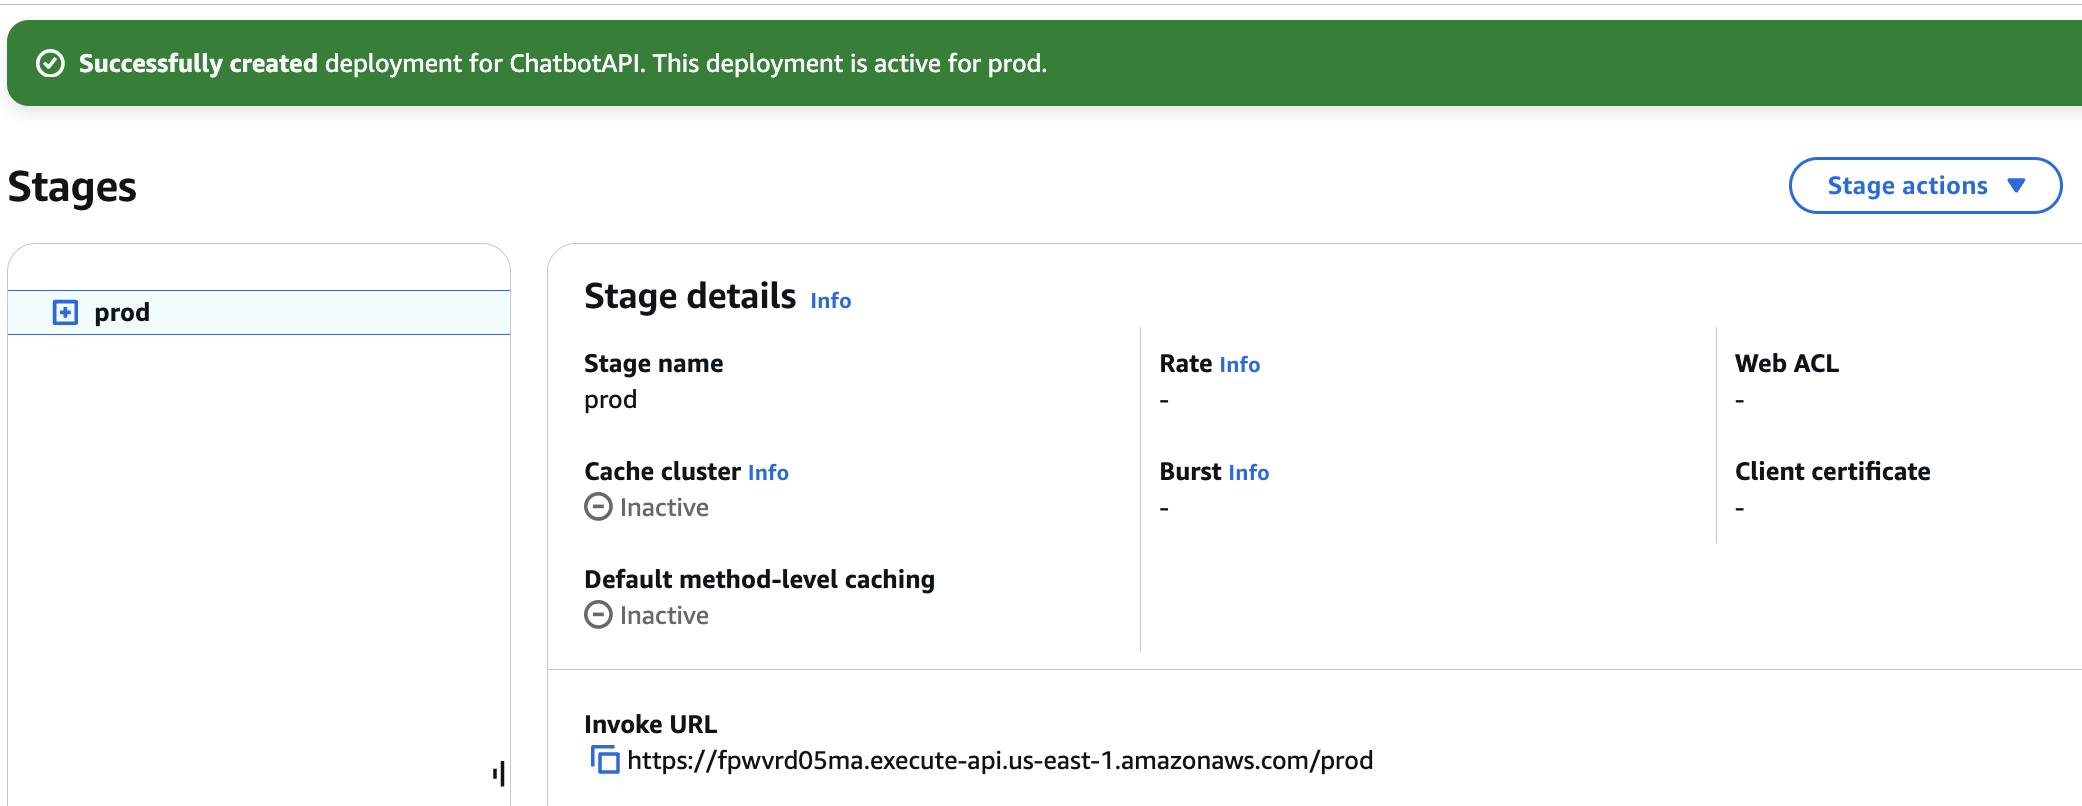 Successfully created deployment for ChatbotAPI. This deployment is active for prod.
Stages
Stage actions
prod
Stage details Info
Stage name
prod
Rate Info
-
Web ACL
-
Cache cluster Info
Inactive
Burst Info
-
Client certificate
-
Default method-level caching
Inactive
Invoke URL
https://fpwvrd05ma.execute-api.us-east-1.amazonaws.com/prod